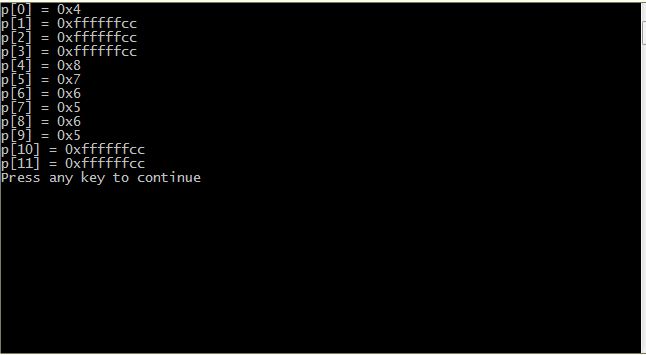 p[0] = 0x4
p[1] = 0xffffffcc
p[2] = 0xffffffcc
p[3] = 0xffffffcc
p[4] = 0x8
p[5] = 0x7
p[6] = 0x6
p[7] = 0x5
p[8] = 0x6
p[9] = 0x5
p[10] = 0xffffffcc
p[11] = 0xffffffcc
Press any key to continue